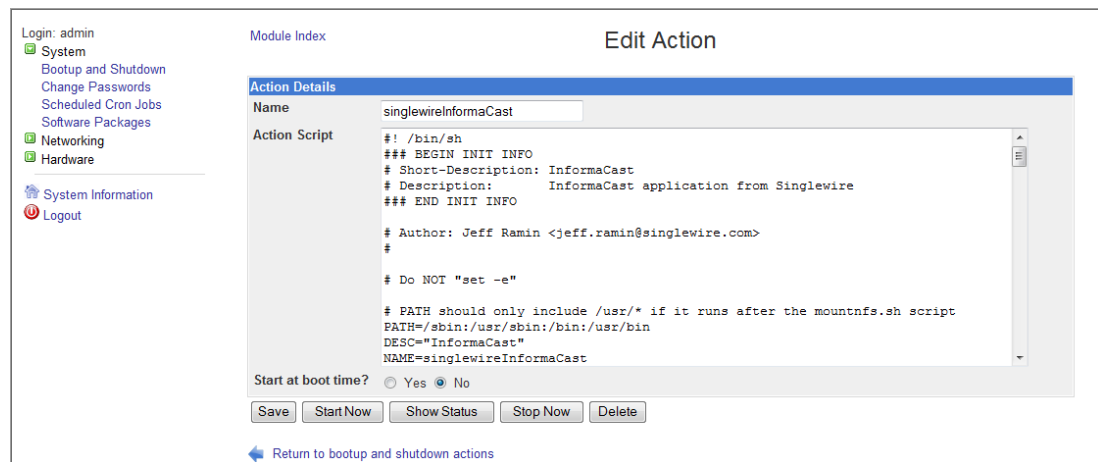 Login: admin
System
Bootup and Shutdown
Change Passwords
Scheduled Cron Jobs
Software Packages
Networking
Hardware
System Information
Logout
Module Index
Edit Action
Action Details
Name singlewireInformaCast
Action Script
#! /bin/sh
### BEGIN INIT INFO
# Short-Description: InformaCast
# Description:       InformaCast application from Singlewire
### END INIT INFO
# Author: Jeff Ramin <jeff.ramin@singlewire.com>
#
# Do NOT "set -e"
# PATH should only include /usr/* if it runs after the mountnfs.sh script
PATH=/sbin:/usr/sbin:/bin:/usr/bin
DESC="InformaCast"
NAME=singlewireInformaCast
Start at boot time? Yes No
Save Start Now Show Status Stop Now Delete
Return to bootup and shutdown actions